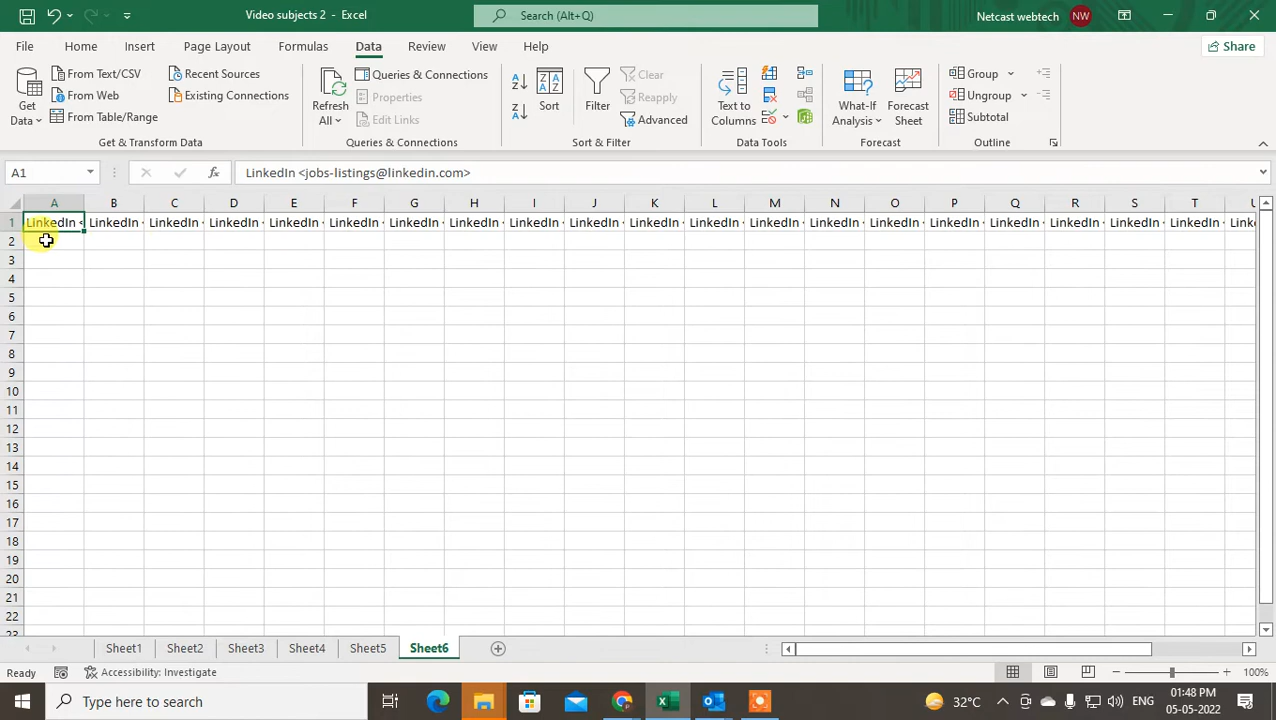 Video subjects 2 - Excel
Search (Alt+Q)
Netcast webtech NW
File Home Insert Page Layout Formulas Data Review View Help Share
Get Data
From Text/CSV
From Web
From Table/Range
Recent Sources
Existing Connections
Refresh All
Queries & Connections
Properties
Edit Links
Sort
Filter
Clear
Reapply
Advanced
Text to Columns
What-If Analysis
Forecast Sheet
Group
Ungroup
Subtotal
Get & Transform Data
Queries & Connections
Sort & Filter
Data Tools
Forecast
Outline
A1
fx
LinkedIn <jobs-listings@linkedin.com>
A B C D E F G H I J K L M N O P Q R S T U
1 LinkedIn < LinkedIn LinkedIn LinkedIn LinkedIn LinkedIn LinkedIn LinkedIn LinkedIn LinkedIn LinkedIn LinkedIn LinkedIn LinkedIn LinkedIn LinkedIn LinkedIn LinkedIn LinkedIn LinkedIn Linke
2
3
4
5
6
7
8
9
10
11
12
13
14
15
16
17
18
19
20
21
22
23
Sheet1 Sheet2 Sheet3 Sheet4 Sheet5 Sheet6
Ready
Accessibility: Investigate
100%
Type here to search
32°C
ENG
01:48 PM
05-05-2022